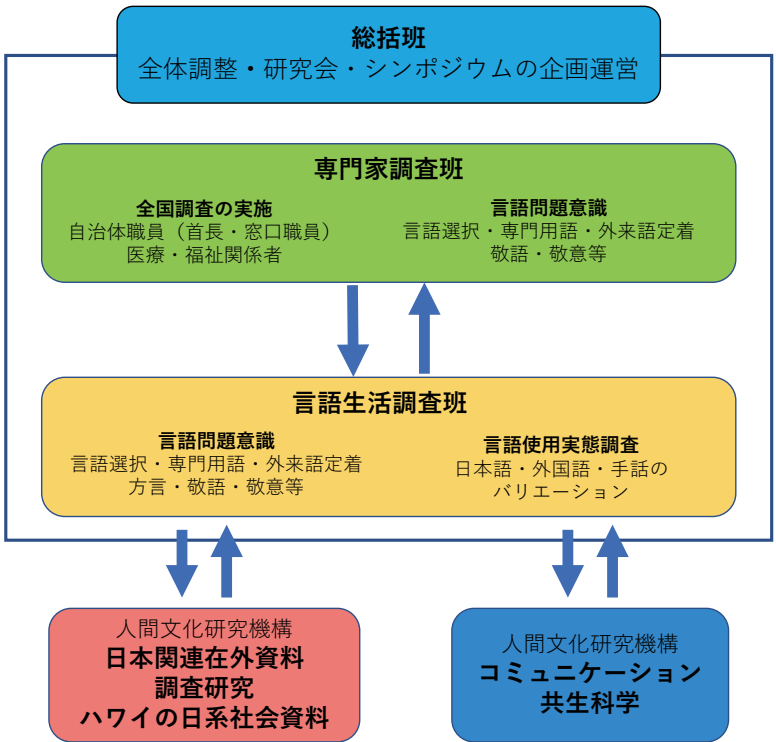 総括班
全体調整・研究会・シンポジウムの企画運営
専門家調査班
全国調査の実施
自治体職員（首長・窓口職員）
医療・福祉関係者
言語問題意識
言語選択・専門用語・外来語定着
敬語・敬意等
言語生活調査班
言語問題意識
言語選択・専門用語・外来語定着
方言・敬語・敬意等
言語使用実態調査
日本語・外国語・手話の
バリエーション
人間文化研究機構
日本関連在外資料
調査研究
ハワイの日系社会資料
人間文化研究機構
コミュニケーション
共生科学